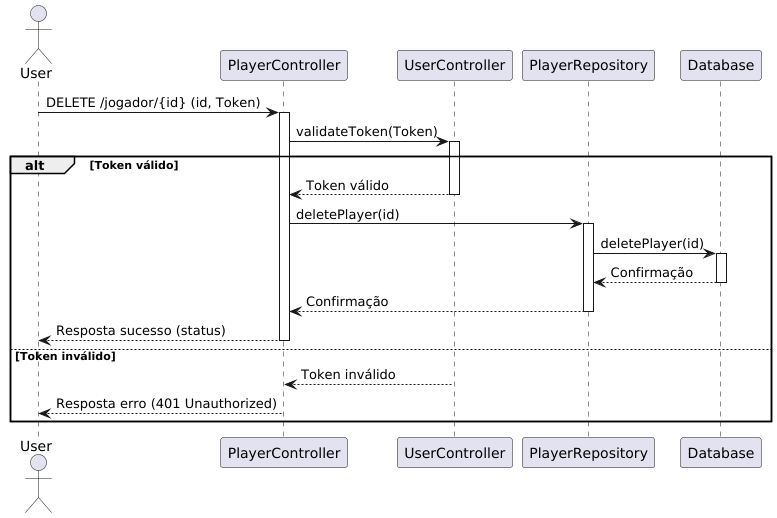 User
PlayerController
UserController
PlayerRepository
Database
DELETE /jogador/{id} (id, Token)
validateToken(Token)
alt
[Token válido]
Token válido
deletePlayer(id)
deletePlayer(id)
Confirmação
Confirmação
Resposta sucesso (status)
[Token inválido]
Token inválido
Resposta erro (401 Unauthorized)
User
PlayerController
UserController
PlayerRepository
Database